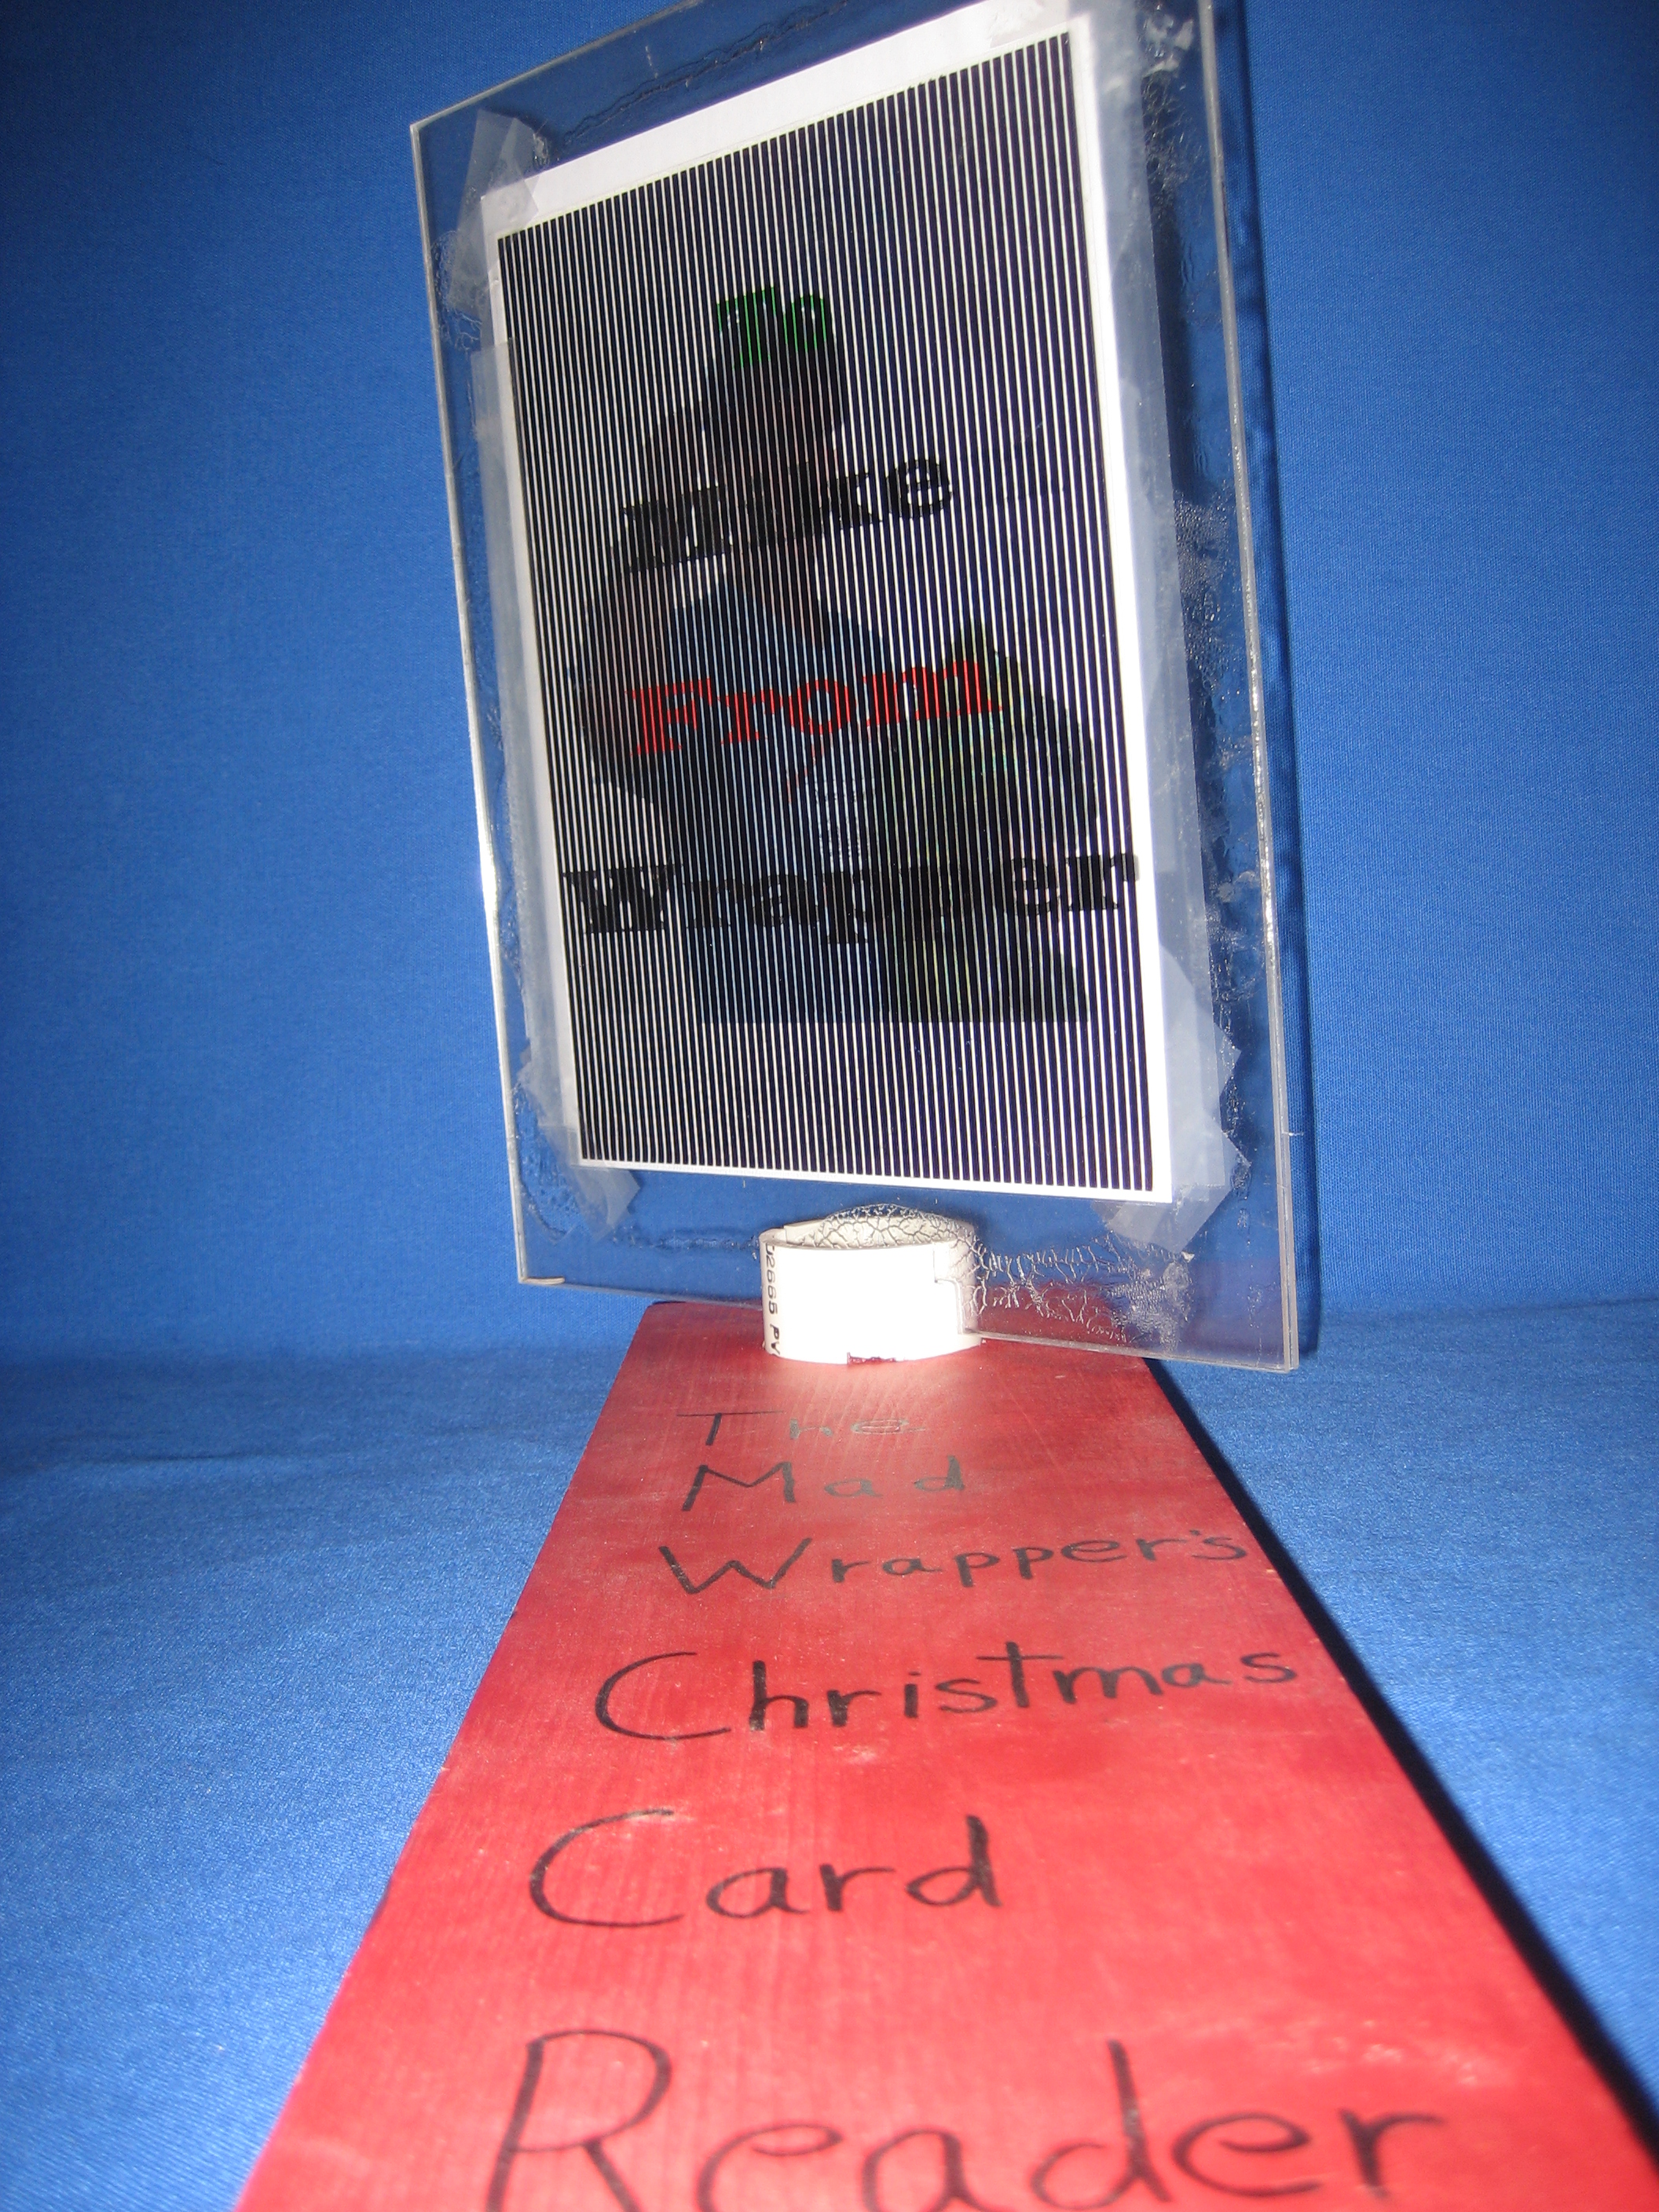 To
Mike
From
Wrapper
The
Mad
Wrapper's
Christmas
Card
Reader